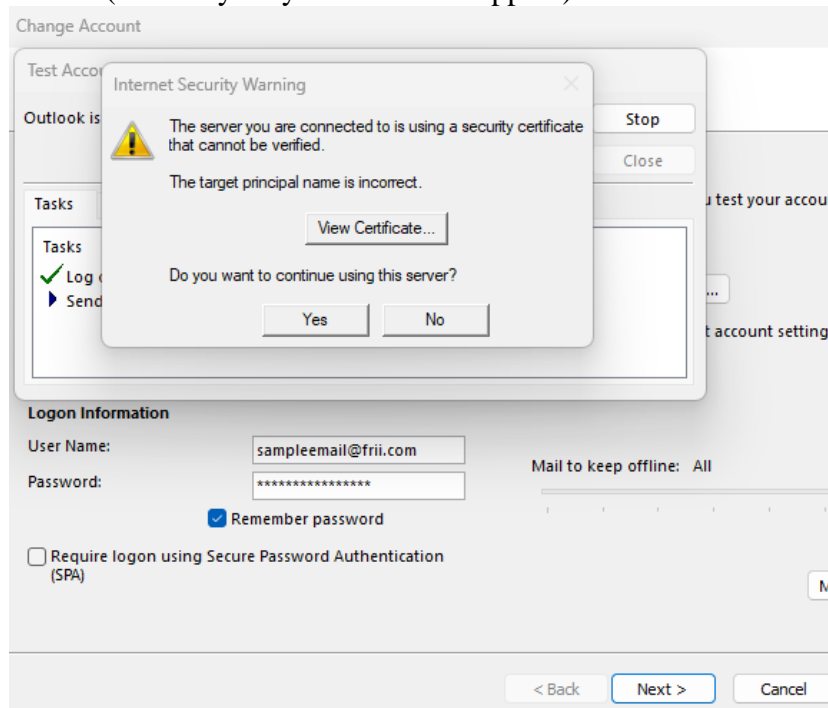 Change Account
Test Accou
Internet Security Warning
Outlook is
The server you are connected to is using a security certificate
that cannot be verified.
Stop
Close
The target principal name is incorrect.
u test your accou
Tasks
View Certificate...
Tasks
Log
Do you want to continue using this server?
Send
...
Yes
No
t account setting
Logon Information
User Name:
sampleemail@frii.com
Mail to keep offline: All
Password:
****************
Remember password
Require logon using Secure Password Authentication
(SPA)
M
< Back
Next >
Cancel